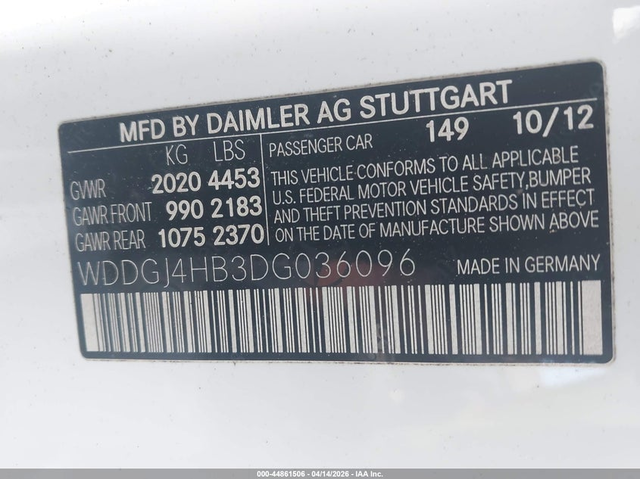 MFD BY DAIMLER AG STUTTGART
KG LBS PASSENGER CAR 149 10/12
GVWR 2020 4453
GAWR FRONT 990 2183
GAWR REAR 1075 2370
THIS VEHICLE CONFORMS TO ALL APPLICABLE
U.S. FEDERAL MOTOR VEHICLE SAFETY,BUMPER
AND THEFT PREVENTION STANDARDS IN EFFECT
ON THE DATE OF MANUFACTURE SHOWN ABOVE.
WDDGJ4HB3DG036096 MADE IN GERMANY
000-44861506 - 04/14/2026 - IAA Inc.